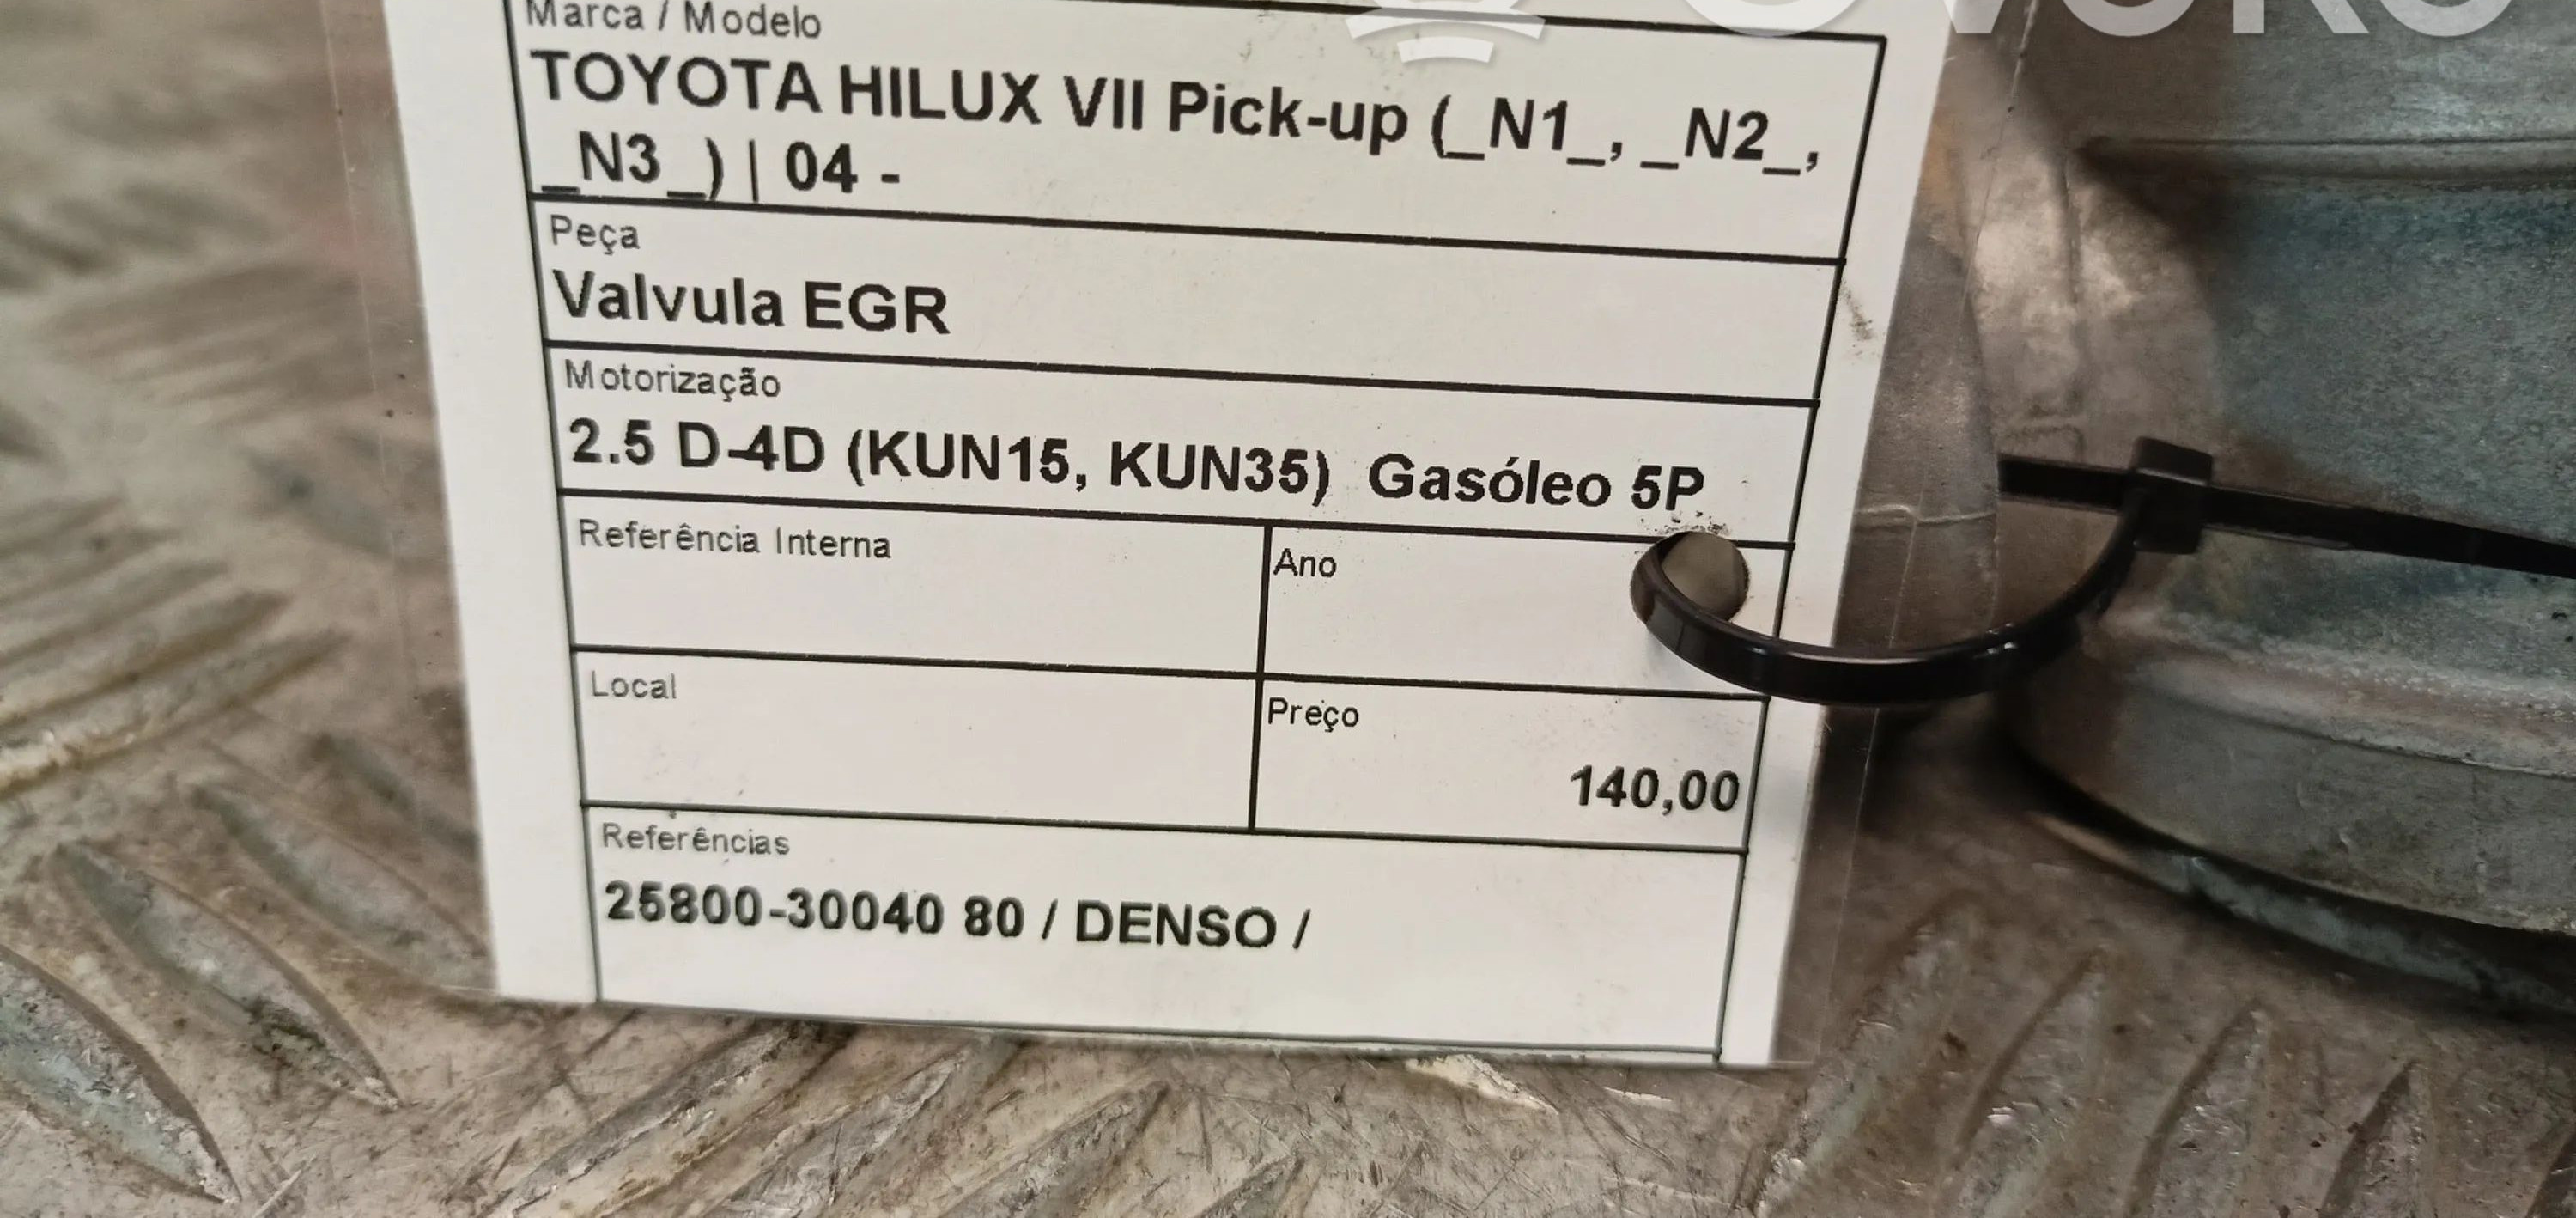 Marca / Modelo
TOYOTA HILUX VII Pick-up (_N1_, _N2_,
_N3_) | 04 -
Peça
Valvula EGR
Motorização
2.5 D-4D (KUN15, KUN35) Gasóleo 5P
Referência Interna
Ano
Local
Preço
140,00
Referências
25800-30040 80 / DENSO /